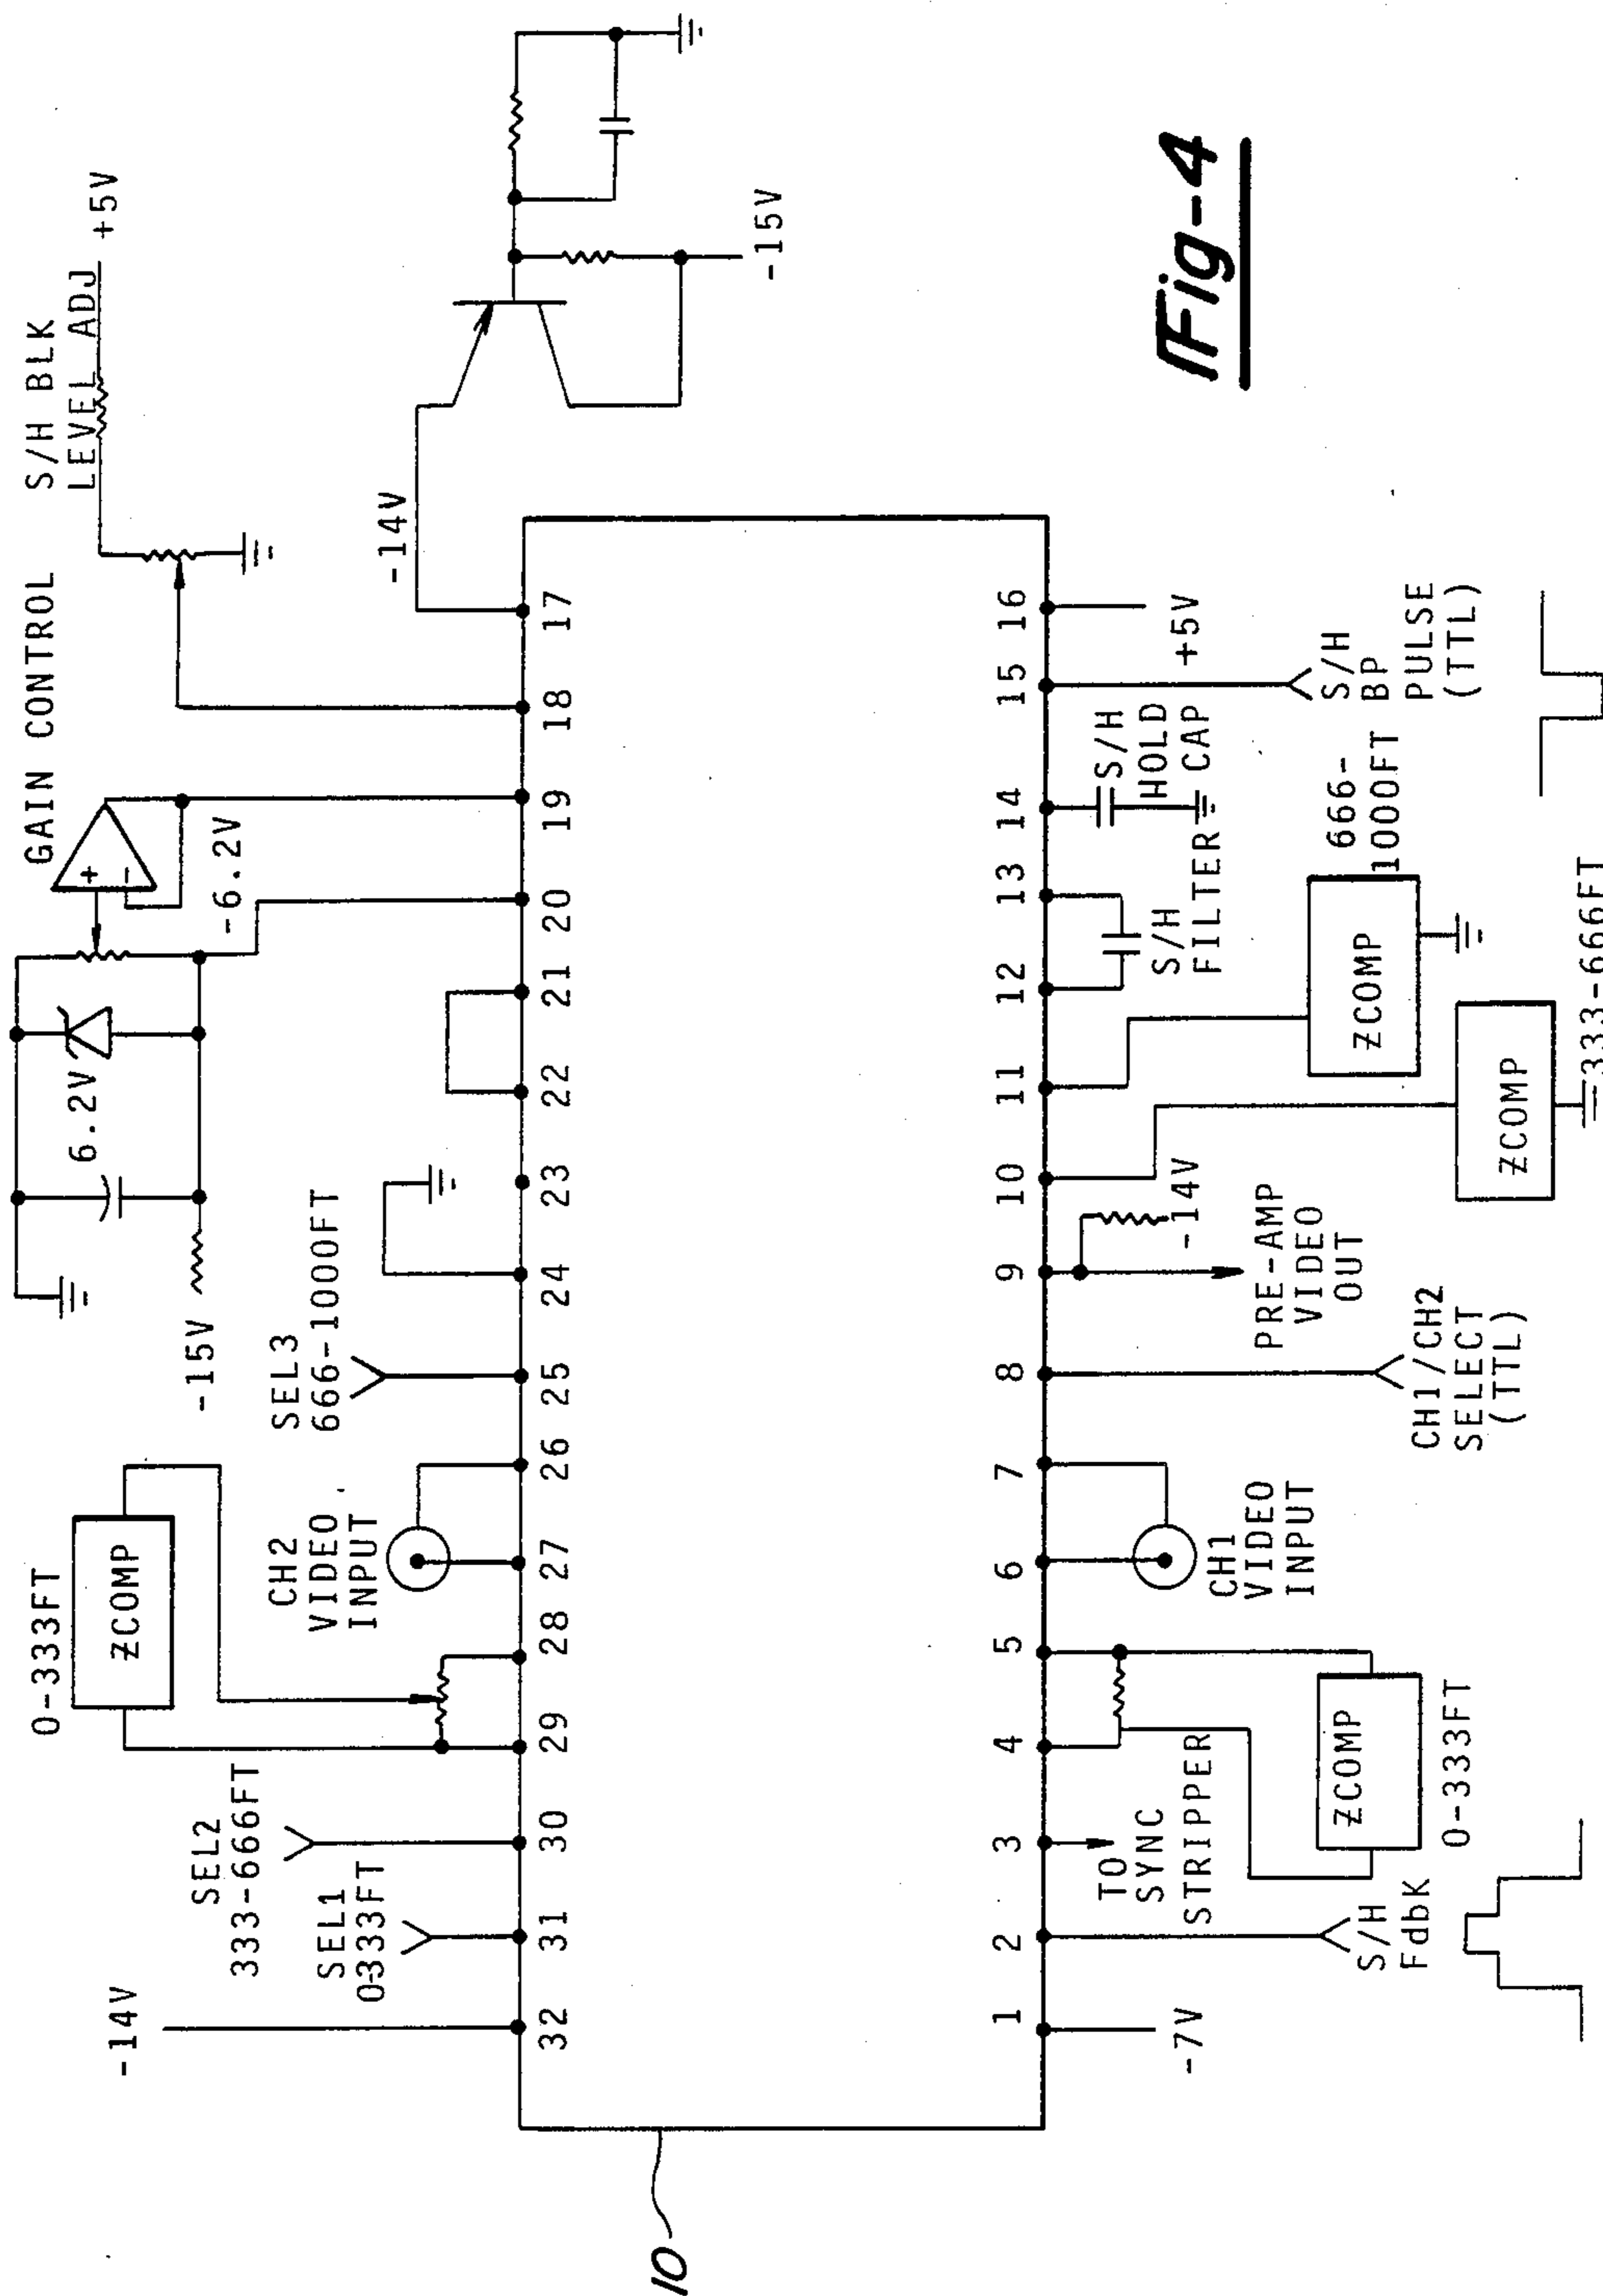 GAIN CONTROL
S/H BLK
LEVEL ADJ
+5V
0-333FT
ZCOMP
6.2V
-6.2V
+
-
-15V
-14V
SEL2
333-666FT
SEL1
0-333FT
CH2
VIDEO
INPUT
SEL3
666-1000FT
-14V
-15V
32
31
30
29
28
27
26
25
24
23
22
21
20
19
18
17
10
1
2
3
4
5
6
7
8
9
10
11
12
13
14
15
16
-7V
S/H
FdbK
TO
SYNC
STRIPPER
ZCOMP
0-333FT
CH1
VIDEO
INPUT
CH1/CH2
SELECT
(TTL)
PRE-AMP
VIDEO
OUT
-14V
ZCOMP
333-666FT
ZCOMP
666-
1000FT
S/H
FILTER
S/H
HOLD
CAP
S/H
BP
PULSE
(TTL)
+5V
Fig-4